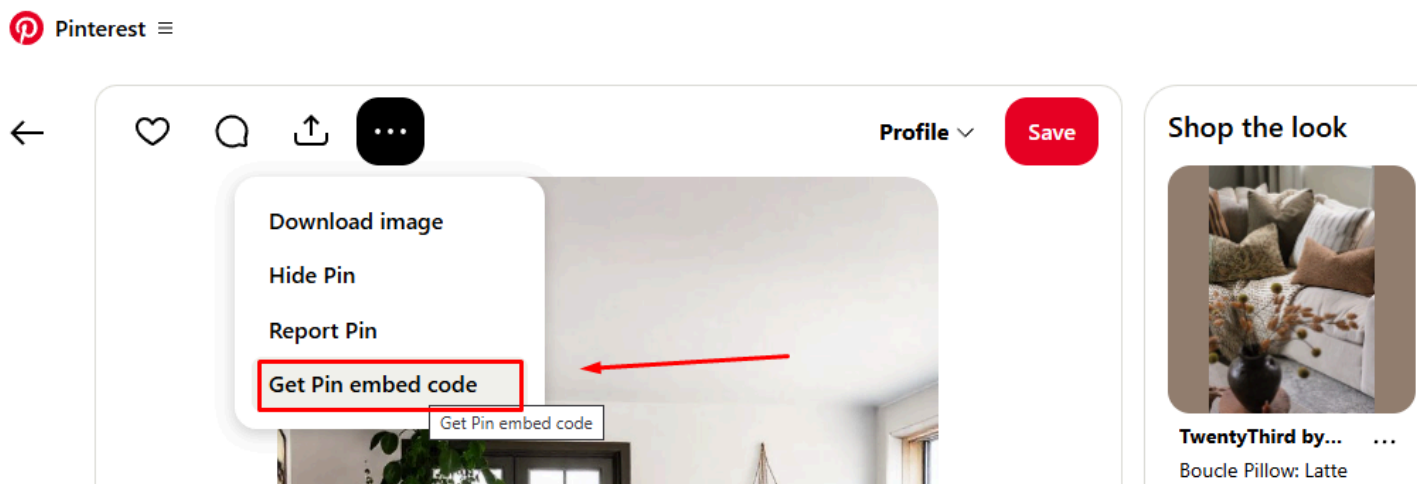 Pinterest
Profile
Save
Shop the look
Download image
Hide Pin
Report Pin
Get Pin embed code
Get Pin embed code
TwentyThird by...
Boucle Pillow: Latte